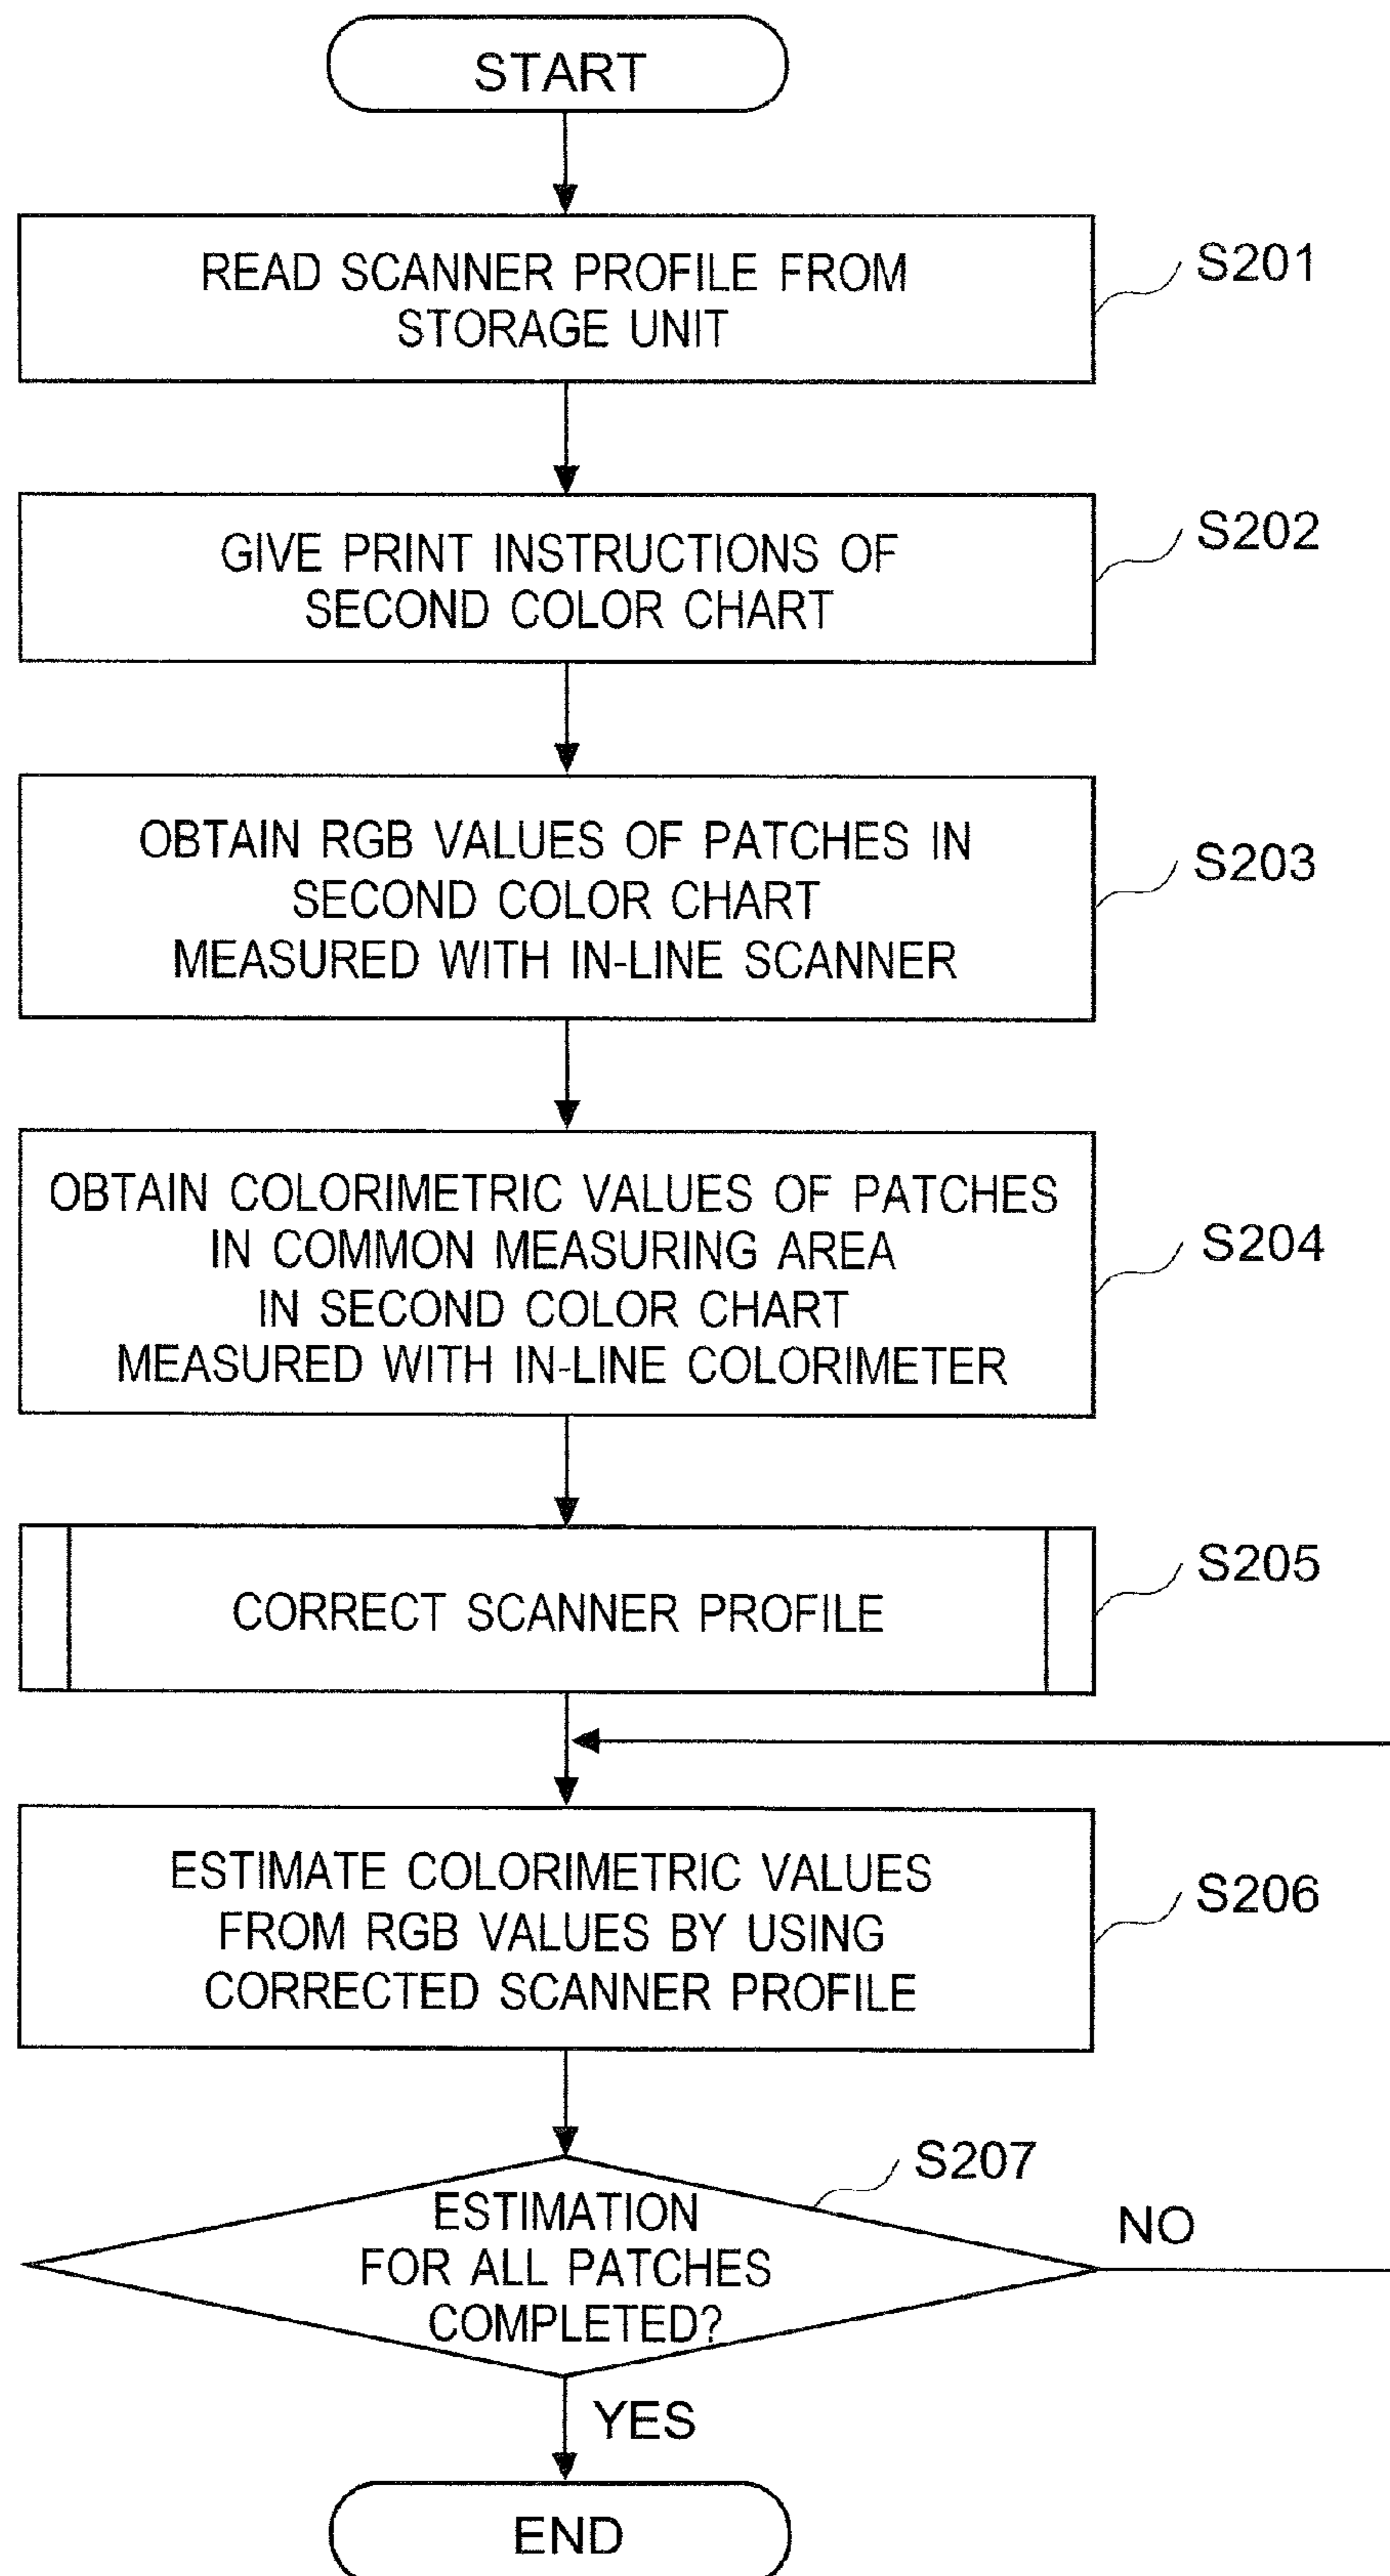 START
READ SCANNER PROFILE FROM
STORAGE UNIT
S201
GIVE PRINT INSTRUCTIONS OF
SECOND COLOR CHART
S202
OBTAIN RGB VALUES OF PATCHES IN
SECOND COLOR CHART
MEASURED WITH IN-LINE SCANNER
S203
OBTAIN COLORIMETRIC VALUES OF PATCHES
IN COMMON MEASURING AREA
IN SECOND COLOR CHART
MEASURED WITH IN-LINE COLORIMETER
S204
CORRECT SCANNER PROFILE
S205
ESTIMATE COLORIMETRIC VALUES
FROM RGB VALUES BY USING
CORRECTED SCANNER PROFILE
S206
S207
ESTIMATION
FOR ALL PATCHES
COMPLETED?
NO
YES
END